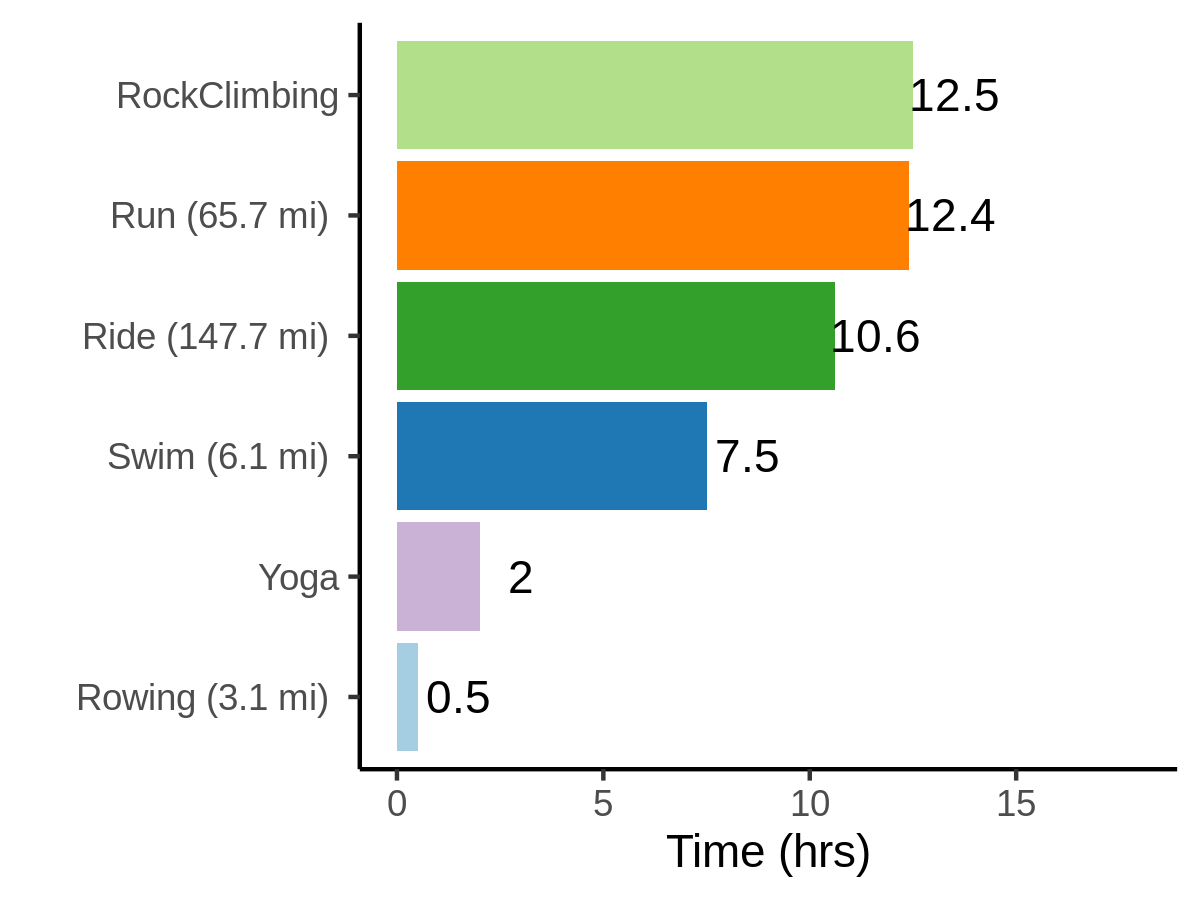 RockClimbing 12.5
Run (65.7 mi) 12.4
Ride (147.7 mi) 10.6
Swim (6.1 mi) 7.5
Yoga 2
Rowing (3.1 mi) 0.5
0 5 10 15
Time (hrs)